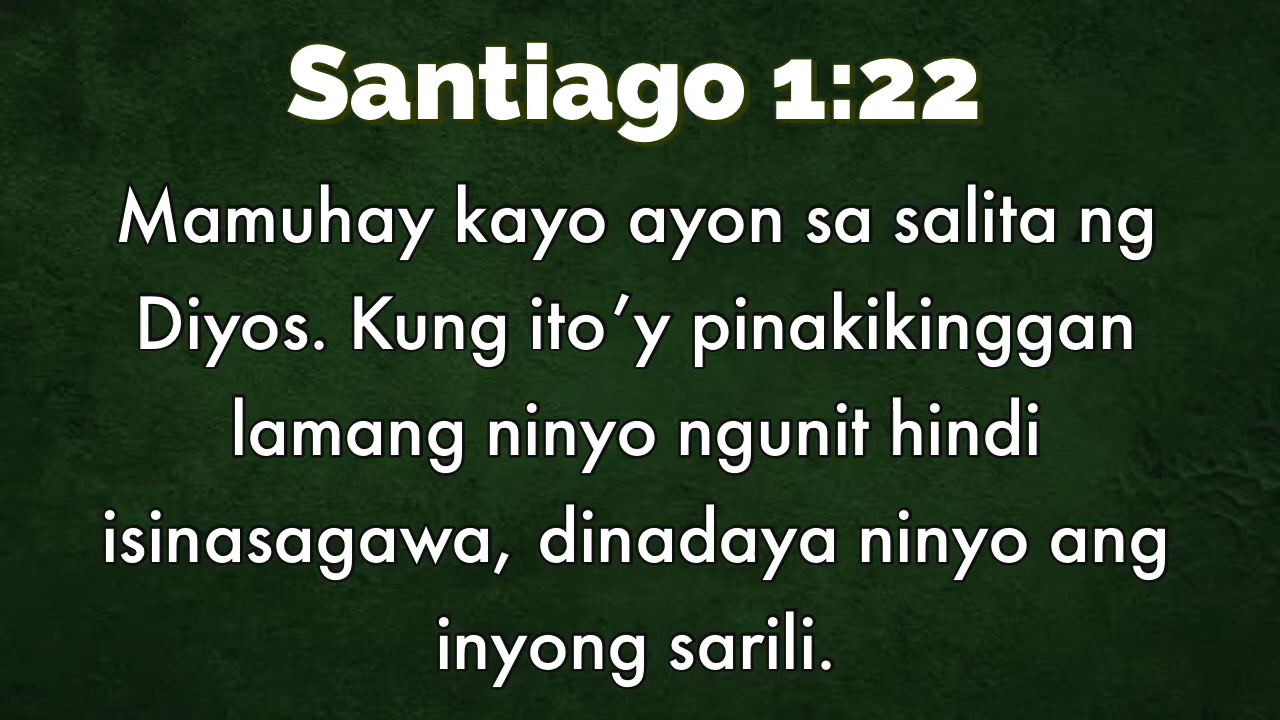 Santiago 1:22
Mamuhay kayo ayon sa salita ng
Diyos. Kung ito’y pinakikinggan
lamang ninyo ngunit hindi
isinasagawa, dinadaya ninyo ang
inyong sarili.